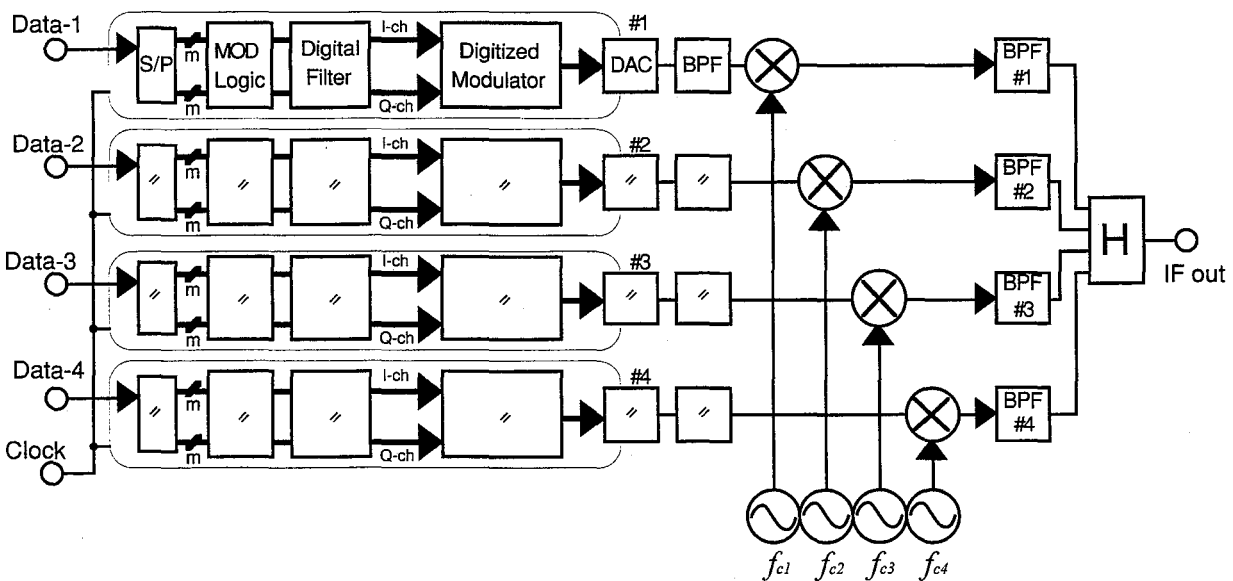 Data-1
S/P
m
m
MOD
Logic
Digital
Filter
I-ch
Q-ch
Digitized
Modulator
#1
DAC
BPF
BPF
#1
Data-2
〃
m
m
〃
〃
I-ch
Q-ch
〃
#2
〃
〃
BPF
#2
H
IF out
Data-3
〃
m
m
〃
〃
I-ch
Q-ch
〃
#3
〃
〃
BPF
#3
Data-4
〃
m
m
〃
〃
I-ch
Q-ch
〃
#4
〃
〃
BPF
#4
Clock
fc1 fc2 fc3 fc4